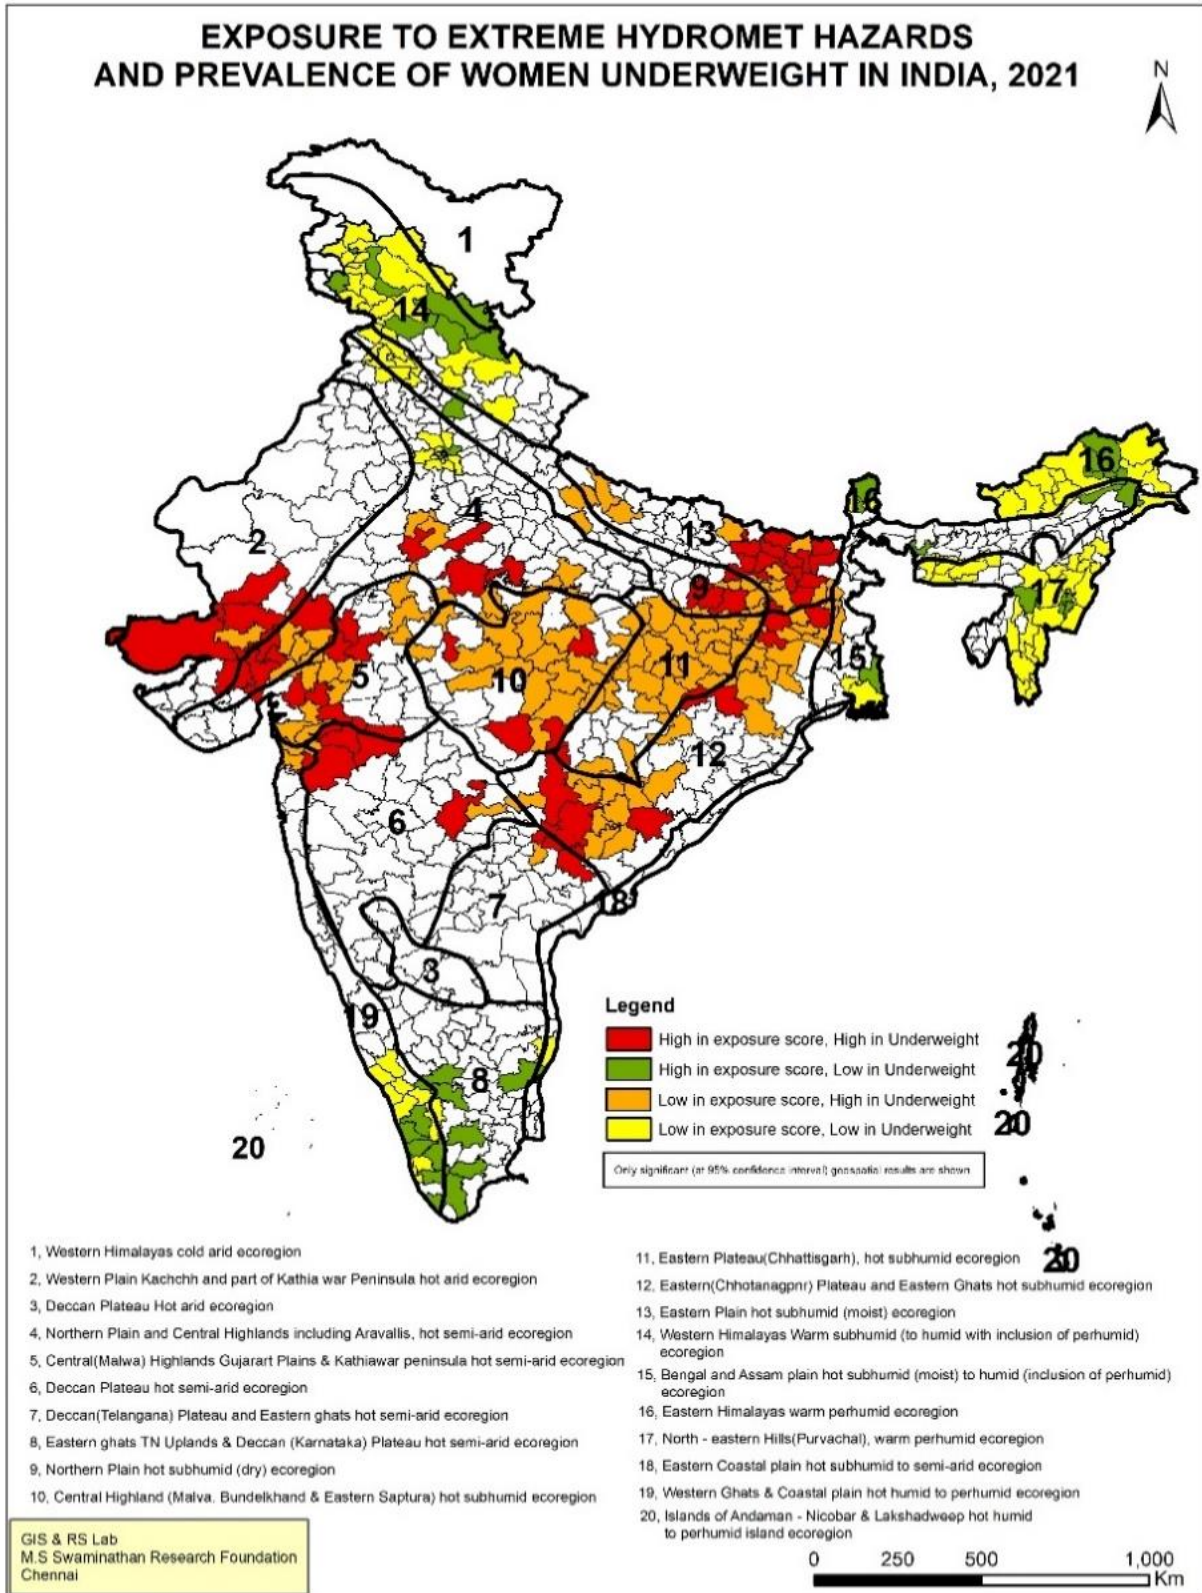 EXPOSURE TO EXTREME HYDROMET HAZARDS
AND PREVALENCE OF WOMEN UNDERWEIGHT IN INDIA, 2021
N
1
14
16
16
4
13
2
9
17
15
5
10
11
12
6
7
18
3
19
8
20
20
20
20
Legend
High in exposure score, High in Underweight
High in exposure score, Low in Underweight
Low in exposure score, High in Underweight
Low in exposure score, Low in Underweight
Only significant (at 95% confidence interval) geospatial results are shown
1, Western Himalayas cold arid ecoregion
2, Western Plain Kachchh and part of Kathia war Peninsula hot arid ecoregion
3, Deccan Plateau Hot arid ecoregion
4, Northern Plain and Central Highlands including Aravallis, hot semi-arid ecoregion
5, Central(Malwa) Highlands Gujarart Plains & Kathiawar peninsula hot semi-arid ecoregion
6, Deccan Plateau hot semi-arid ecoregion
7, Deccan(Telangana) Plateau and Eastern ghats hot semi-arid ecoregion
8, Eastern ghats TN Uplands & Deccan (Karnataka) Plateau hot semi-arid ecoregion
9, Northern Plain hot subhumid (dry) ecoregion
10, Central Highland (Malva. Bundelkhand & Eastern Saptura) hot subhumid ecoregion
11, Eastern Plateau(Chhattisgarh), hot subhumid ecoregion
12, Eastern(Chhotanagpnr) Plateau and Eastern Ghats hot subhumid ecoregion
13, Eastern Plain hot subhumid (moist) ecoregion
14, Western Himalayas Warm subhumid (to humid with inclusion of perhumid)
ecoregion
15, Bengal and Assam plain hot subhumid (moist) to humid (inclusion of perhumid)
ecoregion
16, Eastern Himalayas warm perhumid ecoregion
17, North - eastern Hills(Purvachal), warm perhumid ecoregion
18, Eastern Coastal plain hot subhumid to semi-arid ecoregion
19, Western Ghats & Coastal plain hot humid to perhumid ecoregion
20, Islands of Andaman - Nicobar & Lakshadweep hot humid
to perhumid island ecoregion
GIS & RS Lab
M.S Swaminathan Research Foundation
Chennai
0 250 500 1,000
Km